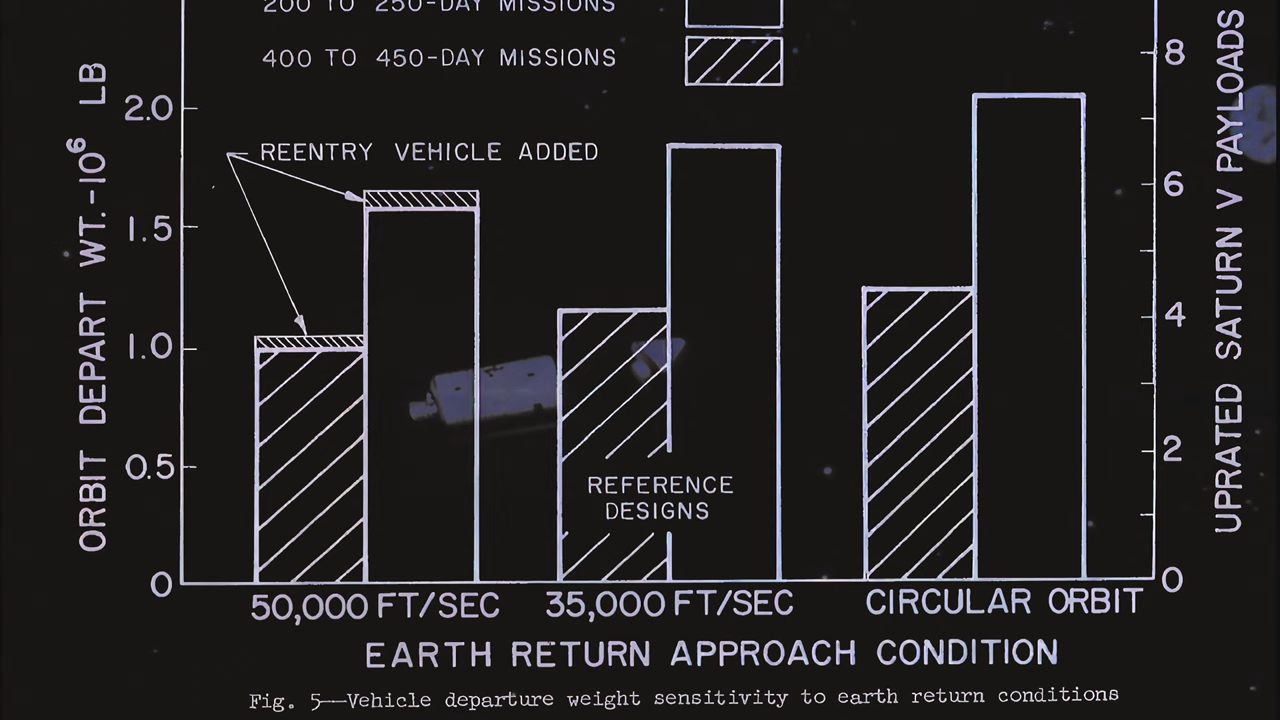 200 TO 250-DAY MISSIONS
400 TO 450-DAY MISSIONS
REENTRY VEHICLE ADDED
ORBIT DEPART WT.-10⁶ LB
2.0
1.5
1.0
0.5
0
8
6
4
2
0
UPRATED SATURN V PAYLOADS
REFERENCE
DESIGNS
50,000 FT/SEC 35,000 FT/SEC CIRCULAR ORBIT
EARTH RETURN APPROACH CONDITION
Fig. 5—Vehicle departure weight sensitivity to earth return conditions